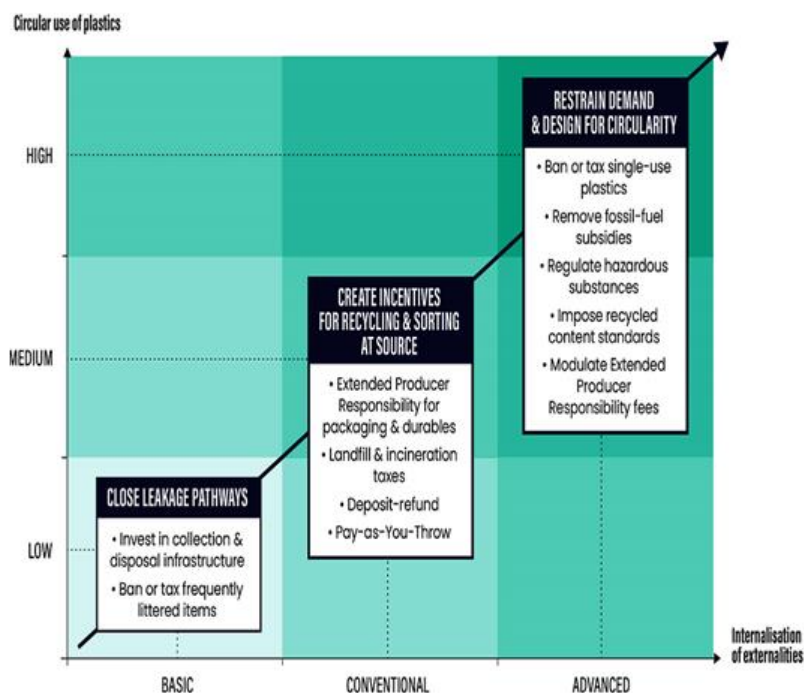 Circular use of plastics
HIGH
MEDIUM
LOW
RESTRAIN DEMAND
& DESIGN FOR CIRCULARITY
• Ban or tax single-use
plastics
• Remove fossil-fuel
subsidies
• Regulate hazardous
substances
• Impose recycled
content standards
• Modulate Extended
Producer
Responsibility fees
CREATE INCENTIVES
FOR RECYCLING & SORTING
AT SOURCE
• Extended Producer
Responsibility for
packaging & durables
• Landfill & incineration
taxes
• Deposit-refund
• Pay-as-You-Throw
CLOSE LEAKAGE PATHWAYS
• Invest in collection &
disposal infrastructure
• Ban or tax frequently
littered items
Internalisation
of externalities
BASIC
CONVENTIONAL
ADVANCED